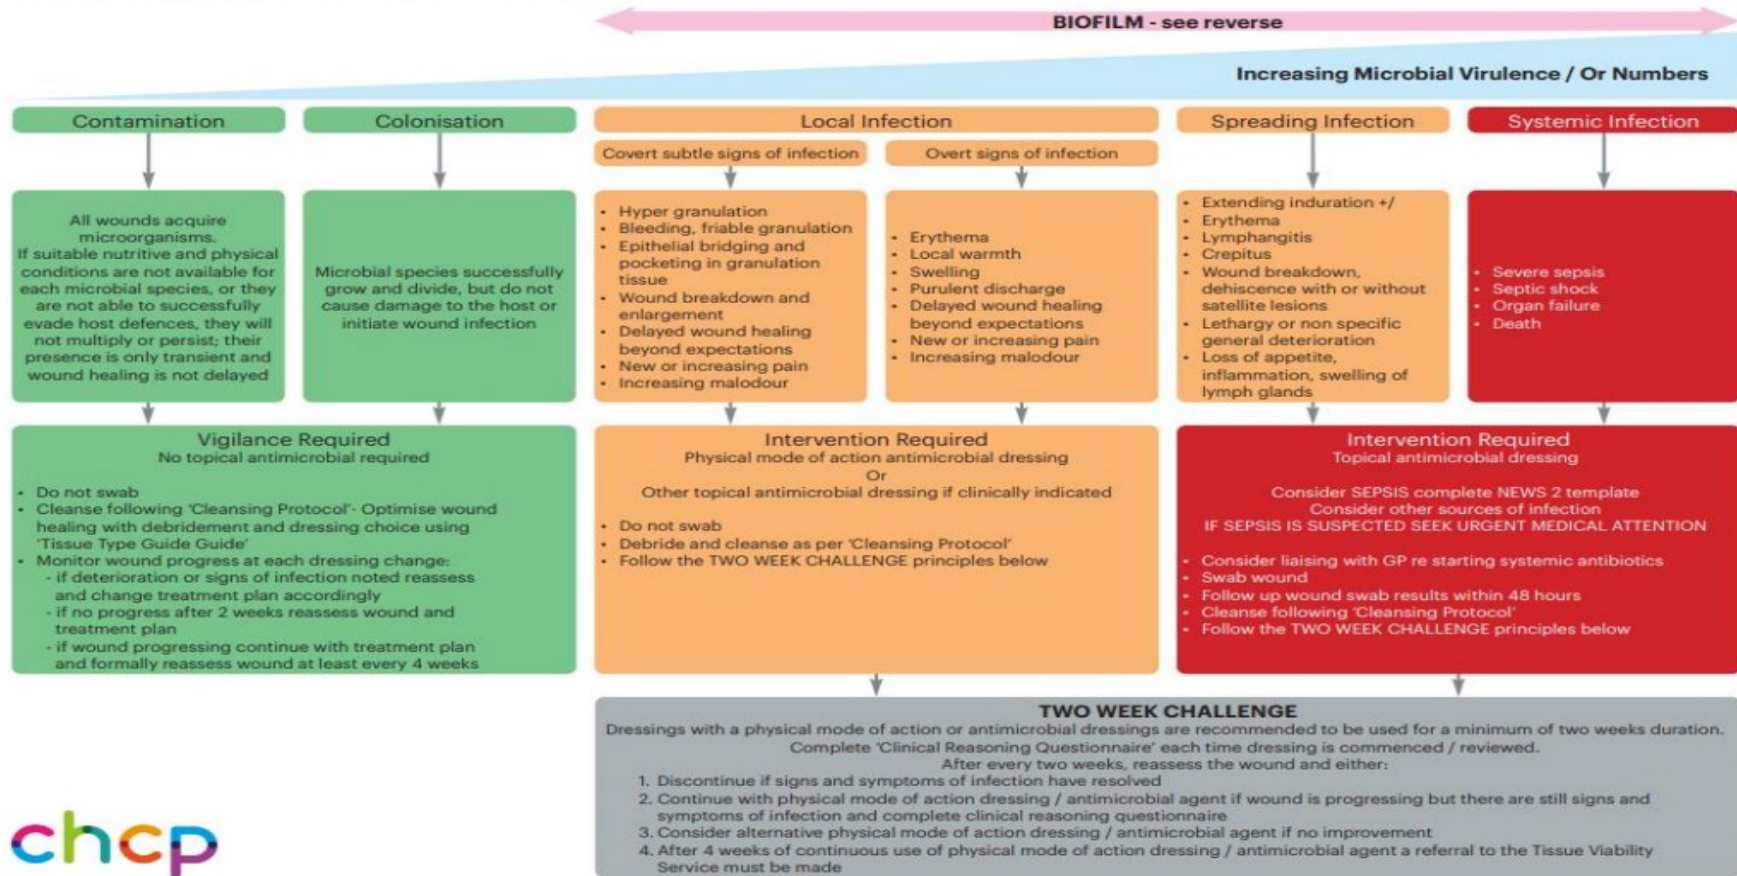 BIOFILM - see reverse
Increasing Microbial Virulence / Or Numbers
Contamination
Colonisation
Local Infection
Spreading Infection
Systemic Infection
Covert subtle signs of infection
Overt signs of infection
All wounds acquire
microorganisms.
If suitable nutritive and physical
conditions are not available for
each microbial species, or they
are not able to successfully
evade host defences, they will
not multiply or persist; their
presence is only transient and
wound healing is not delayed
Microbial species successfully
grow and divide, but do not
cause damage to the host or
initiate wound infection
• Hyper granulation
• Bleeding, friable granulation
• Epithelial bridging and
pocketing in granulation
tissue
• Wound breakdown and
enlargement
• Delayed wound healing
beyond expectations
• New or increasing pain
• Increasing malodour
• Erythema
• Local warmth
• Swelling
• Purulent discharge
• Delayed wound healing
beyond expectations
• New or increasing pain
• Increasing malodour
• Extending induration +/
• Erythema
• Lymphangitis
• Crepitus
• Wound breakdown,
dehiscence with or without
satellite lesions
• Lethargy or non specific
general deterioration
• Loss of appetite,
inflammation, swelling of
lymph glands
• Severe sepsis
• Septic shock
• Organ failure
• Death
Vigilance Required
No topical antimicrobial required
• Do not swab
• Cleanse following 'Cleansing Protocol'- Optimise wound
healing with debridement and dressing choice using
'Tissue Type Guide Guide'
• Monitor wound progress at each dressing change:
- if deterioration or signs of infection noted reassess
and change treatment plan accordingly
- if no progress after 2 weeks reassess wound and
treatment plan
- if wound progressing continue with treatment plan
and formally reassess wound at least every 4 weeks
Intervention Required
Physical mode of action antimicrobial dressing
Or
Other topical antimicrobial dressing if clinically indicated
• Do not swab
• Debride and cleanse as per 'Cleansing Protocol'
• Follow the TWO WEEK CHALLENGE principles below
Intervention Required
Topical antimicrobial dressing
Consider SEPSIS complete NEWS 2 template
Consider other sources of infection
IF SEPSIS IS SUSPECTED SEEK URGENT MEDICAL ATTENTION
• Consider liaising with GP re starting systemic antibiotics
• Swab wound
• Follow up wound swab results within 48 hours
• Cleanse following 'Cleansing Protocol'
• Follow the TWO WEEK CHALLENGE principles below
TWO WEEK CHALLENGE
Dressings with a physical mode of action or antimicrobial dressings are recommended to be used for a minimum of two weeks duration.
Complete 'Clinical Reasoning Questionnaire' each time dressing is commenced / reviewed.
After every two weeks, reassess the wound and either:
1. Discontinue if signs and symptoms of infection have resolved
2. Continue with physical mode of action dressing / antimicrobial agent if wound is progressing but there are still signs and
symptoms of infection and complete clinical reasoning questionnaire
3. Consider alternative physical mode of action dressing / antimicrobial agent if no improvement
4. After 4 weeks of continuous use of physical mode of action dressing / antimicrobial agent a referral to the Tissue Viability
Service must be made
chcp